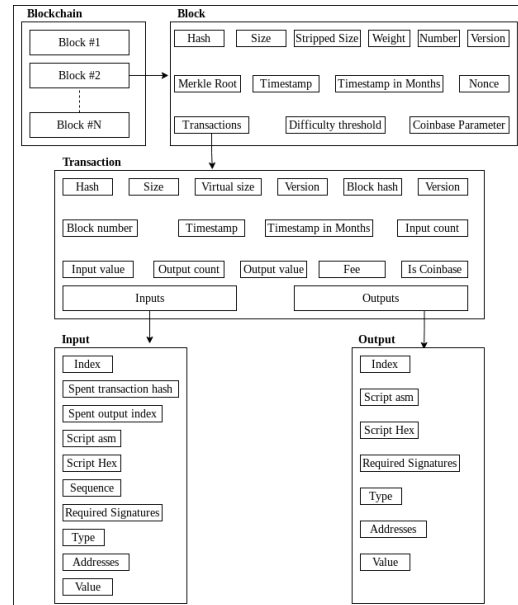 Blockchain
Block #1
Block #2
Block #N
Block
Hash Size Stripped Size Weight Number Version
Merkle Root Timestamp Timestamp in Months Nonce
Transactions Difficulty threshold Coinbase Parameter
Transaction
Hash Size Virtual size Version Block hash Version
Block number Timestamp Timestamp in Months Input count
Input value Output count Output value Fee Is Coinbase
Inputs Outputs
Input
Index
Spent transaction hash
Spent output index
Script asm
Script Hex
Sequence
Required Signatures
Type
Addresses
Value
Output
Index
Script asm
Script Hex
Required Signatures
Type
Addresses
Value